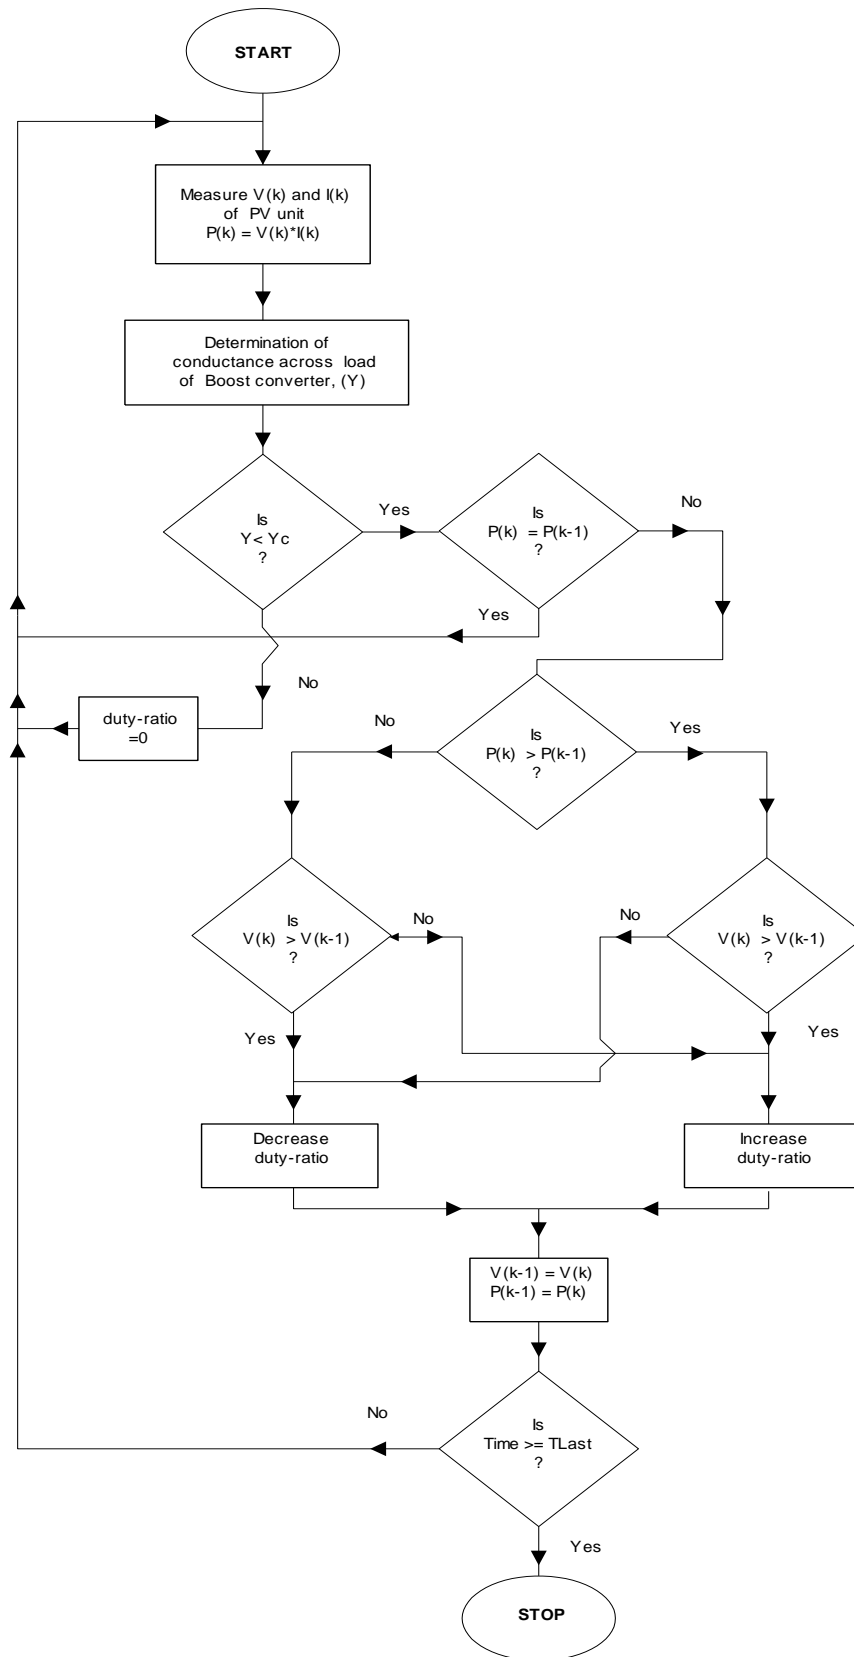 START
Measure V(k) and I(k)
of PV unit
P(k) = V(k)*I(k)
Determination of
conductance across load
of Boost converter, (Y)
Is
Y< Yc
?
Yes
Is
P(k) = P(k-1)
?
No
Yes
No
duty-ratio
=0
No
Is
P(k) > P(k-1)
?
Yes
Is
V(k) > V(k-1)
?
No
No
Is
V(k) > V(k-1)
?
Yes
Yes
Decrease
duty-ratio
Increase
duty-ratio
V(k-1) = V(k)
P(k-1) = P(k)
No
Is
Time >= TLast
?
Yes
STOP